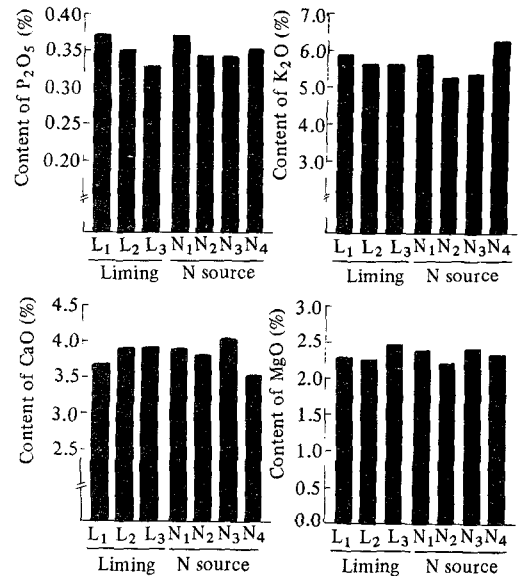 Content of P2O5 (%)
0.40
0.35
0.30
0.25
0.20
L1 L2 L3 N1 N2 N3 N4
Liming N source
Content of K2O (%)
7.0
6.0
5.0
4.0
3.0
L1 L2 L3 N1 N2 N3 N4
Liming N source
Content of CaO (%)
4.5
4.0
3.5
3.0
2.5
L1 L2 L3 N1 N2 N3 N4
Liming N source
Content of MgO (%)
3.0
2.5
2.0
1.5
1.0
0.5
0.0
L1 L2 L3 N1 N2 N3 N4
Liming N source